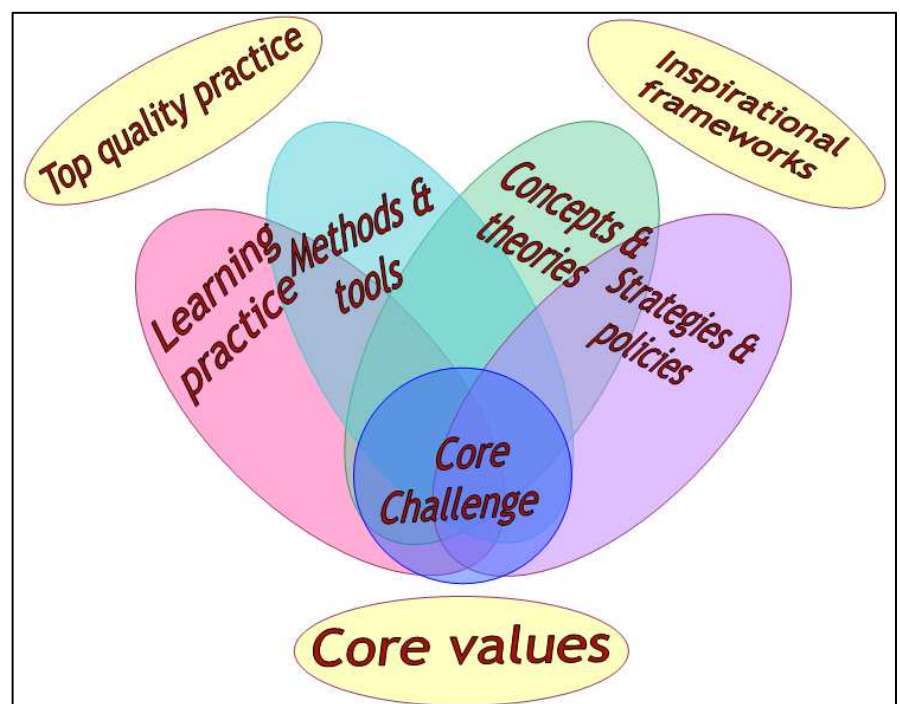 Top quality practice
Inspirational
frameworks
Learning
practice
Methods &
tools
Concepts &
theories
Strategies &
policies
Core
Challenge
Core values